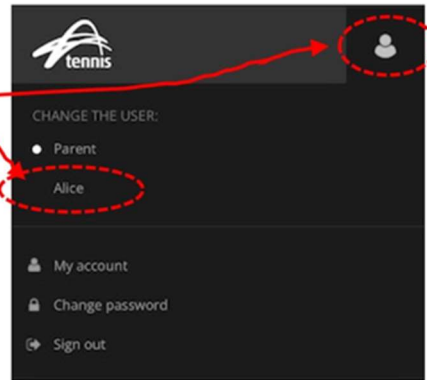 tennis
CHANGE THE USER:
Parent
Alice
My account
Change password
Sign out